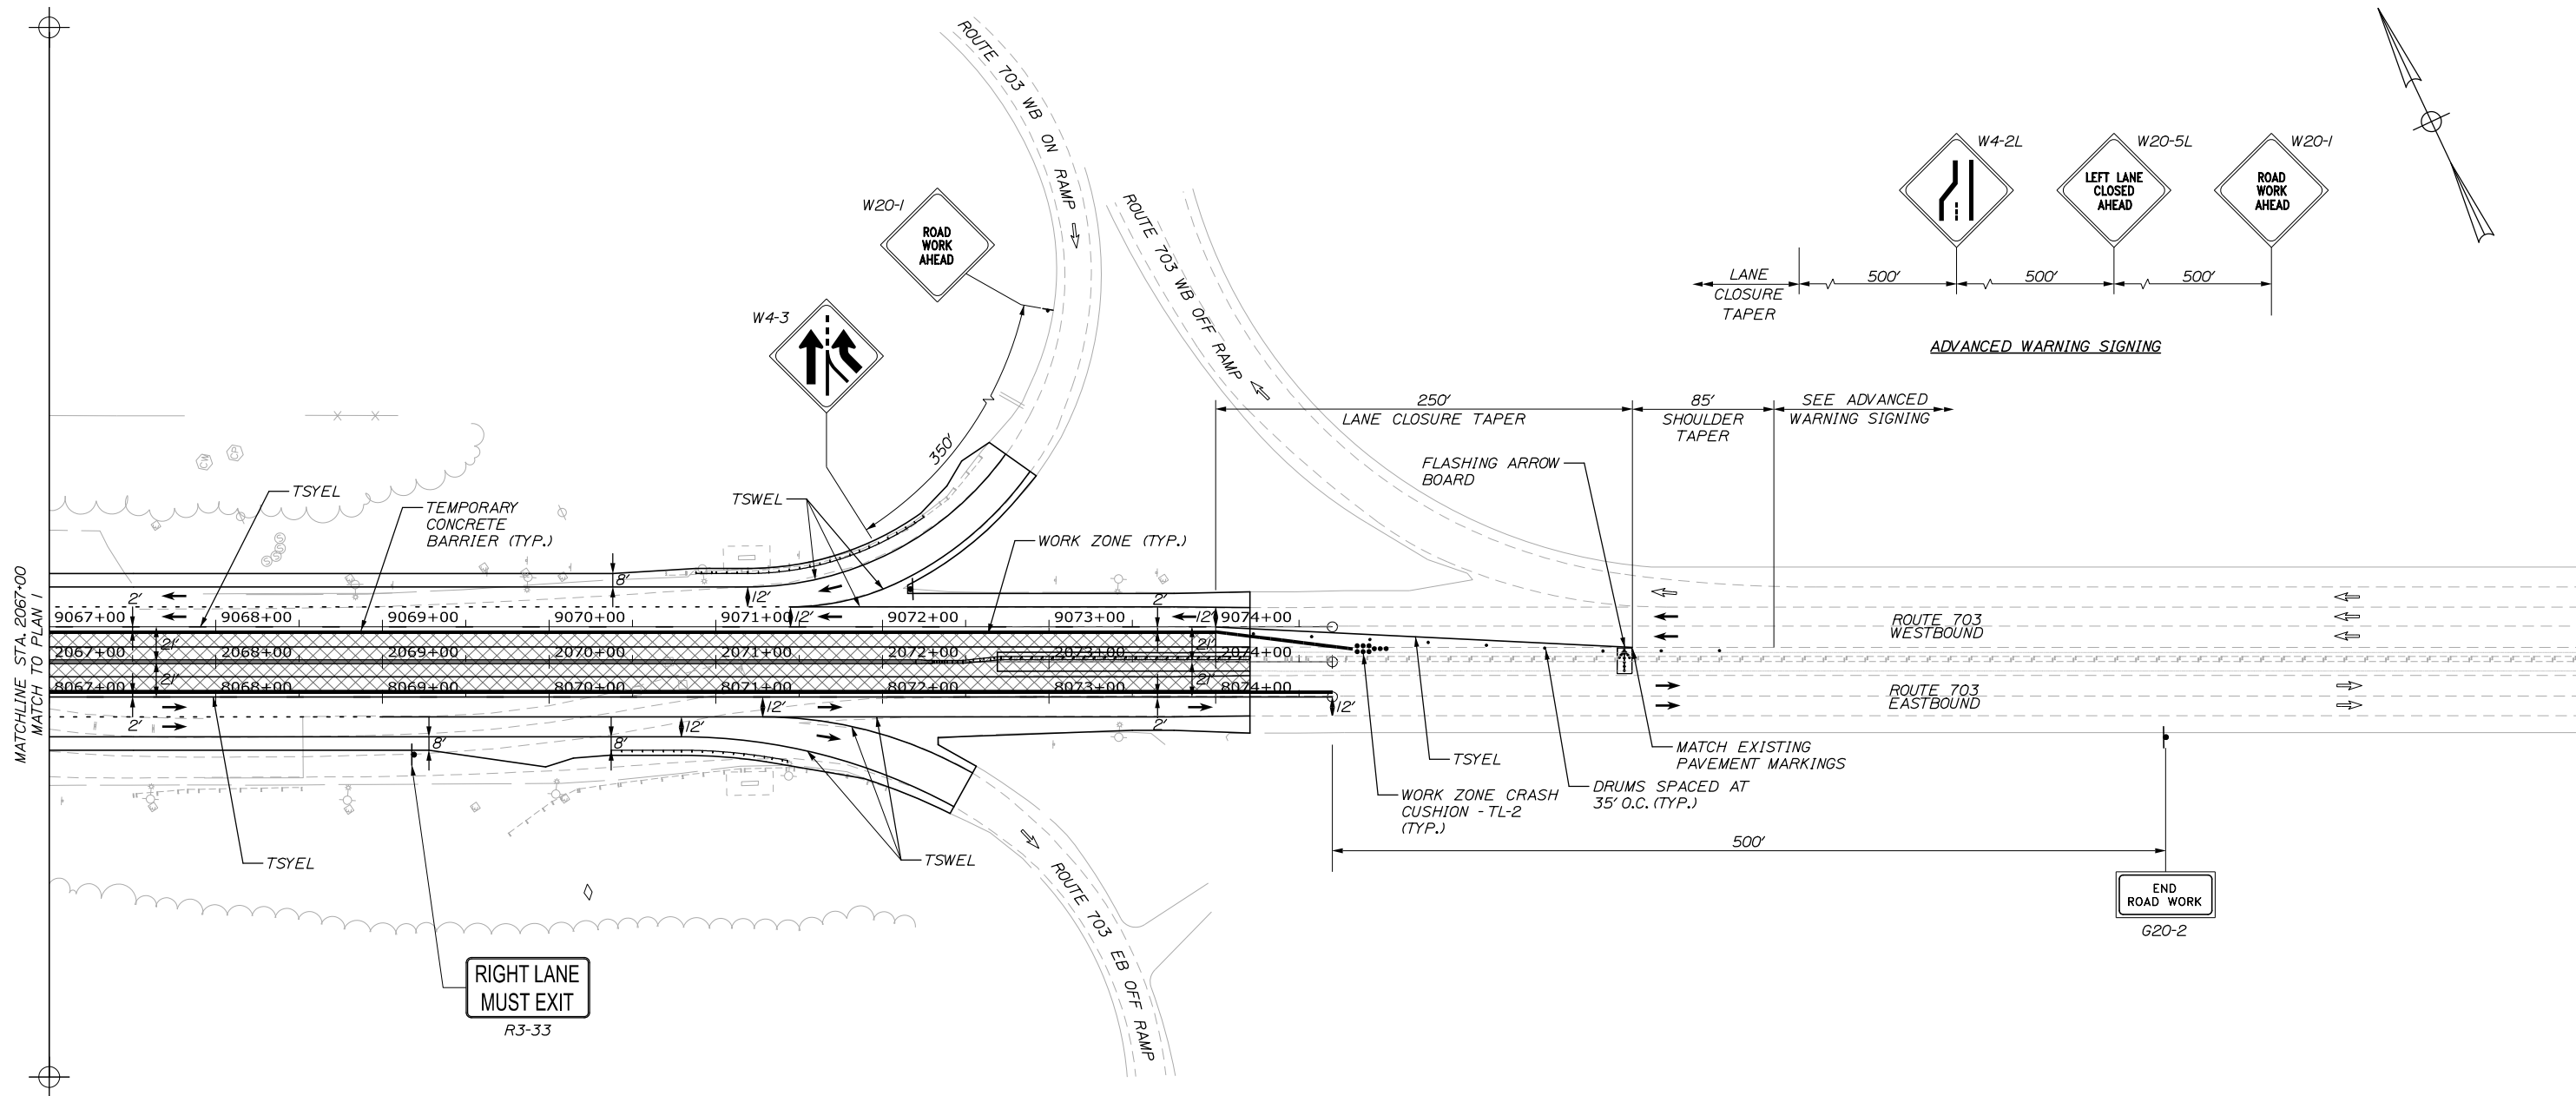 ROUTE 703 WB ON RAMP
ROUTE 703 WB OFF RAMP
W4-2L
W20-5L
LEFT LANE
CLOSED
AHEAD
W20-1
ROAD
WORK
AHEAD
LANE
CLOSURE
TAPER
500'
500'
500'
ADVANCED WARNING SIGNING
W20-1
ROAD
WORK
AHEAD
W4-3
350'
250'
LANE CLOSURE TAPER
85'
SHOULDER
TAPER
SEE ADVANCED
WARNING SIGNING
FLASHING ARROW
BOARD
TSYEL
TEMPORARY
CONCRETE
BARRIER (TYP.)
TSWEL
WORK ZONE (TYP.)
MATCHLINE STA. 2067+00
MATCH TO PLAN 1
8'
2'
12'
12'
2'
12'
9067+00
9068+00
9069+00
9070+00
9071+00
9072+00
9073+00
9074+00
21'
21'
2067+00
2068+00
2069+00
2070+00
2071+00
2072+00
2073+00
2074+00
21'
21'
8067+00
8068+00
8069+00
8070+00
8071+00
8072+00
8073+00
8074+00
2'
8'
8'
12'
12'
2'
12'
ROUTE 703
WESTBOUND
ROUTE 703
EASTBOUND
TSYEL
MATCH EXISTING
PAVEMENT MARKINGS
DRUMS SPACED AT
35' O.C. (TYP.)
WORK ZONE CRASH
CUSHION - TL-2
(TYP.)
500'
TSYEL
TSWEL
END
ROAD WORK
G20-2
ROUTE 703 EB OFF RAMP
RIGHT LANE
MUST EXIT
R3-33